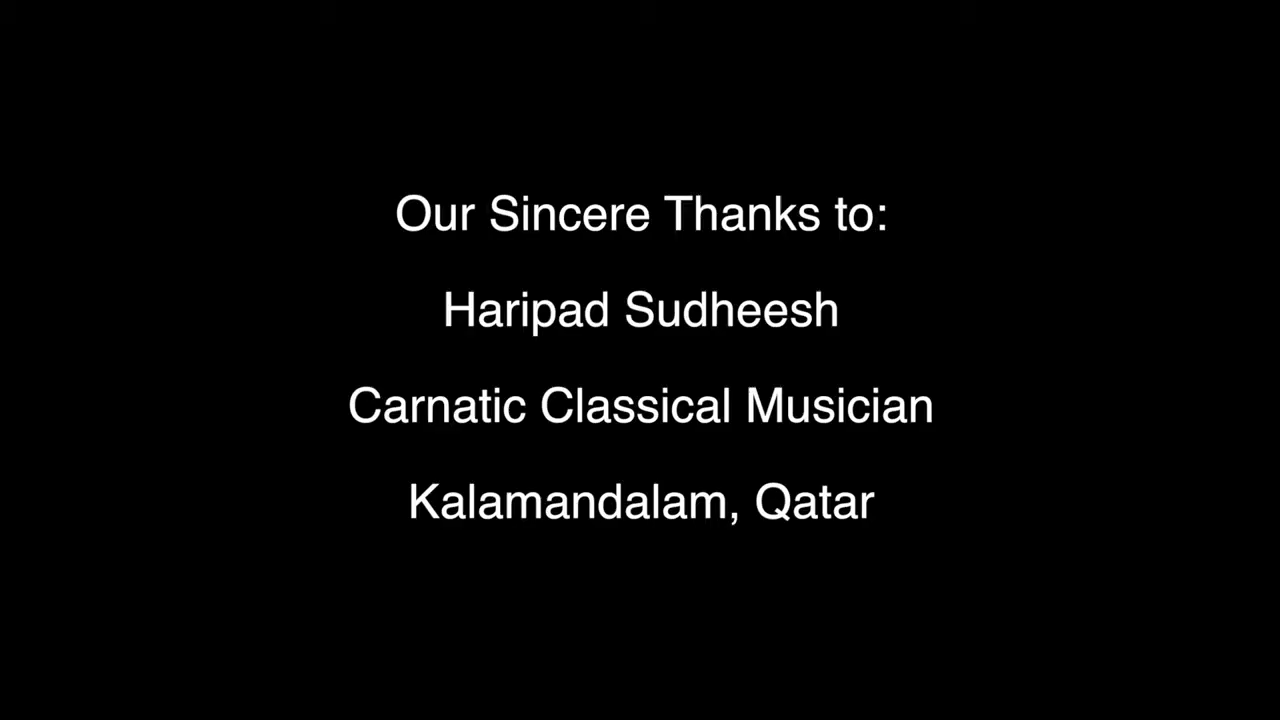 Our Sincere Thanks to:
Haripad Sudheesh
Carnatic Classical Musician
Kalamandalam, Qatar